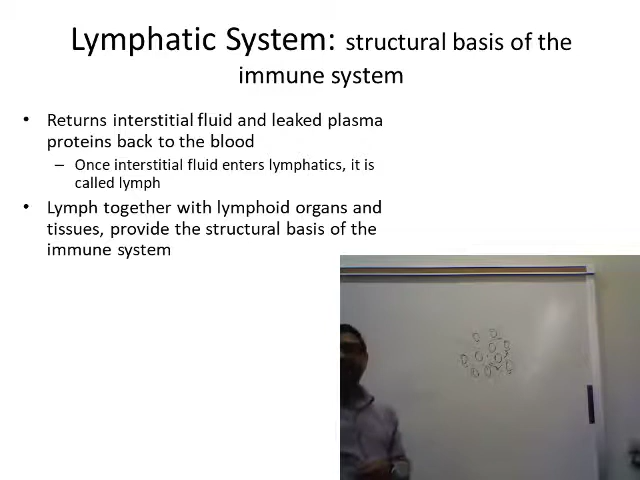 Lymphatic System: structural basis of the
immune system
• Returns interstitial fluid and leaked plasma
proteins back to the blood
– Once interstitial fluid enters lymphatics, it is
called lymph
• Lymph together with lymphoid organs and
tissues, provide the structural basis of the
immune system